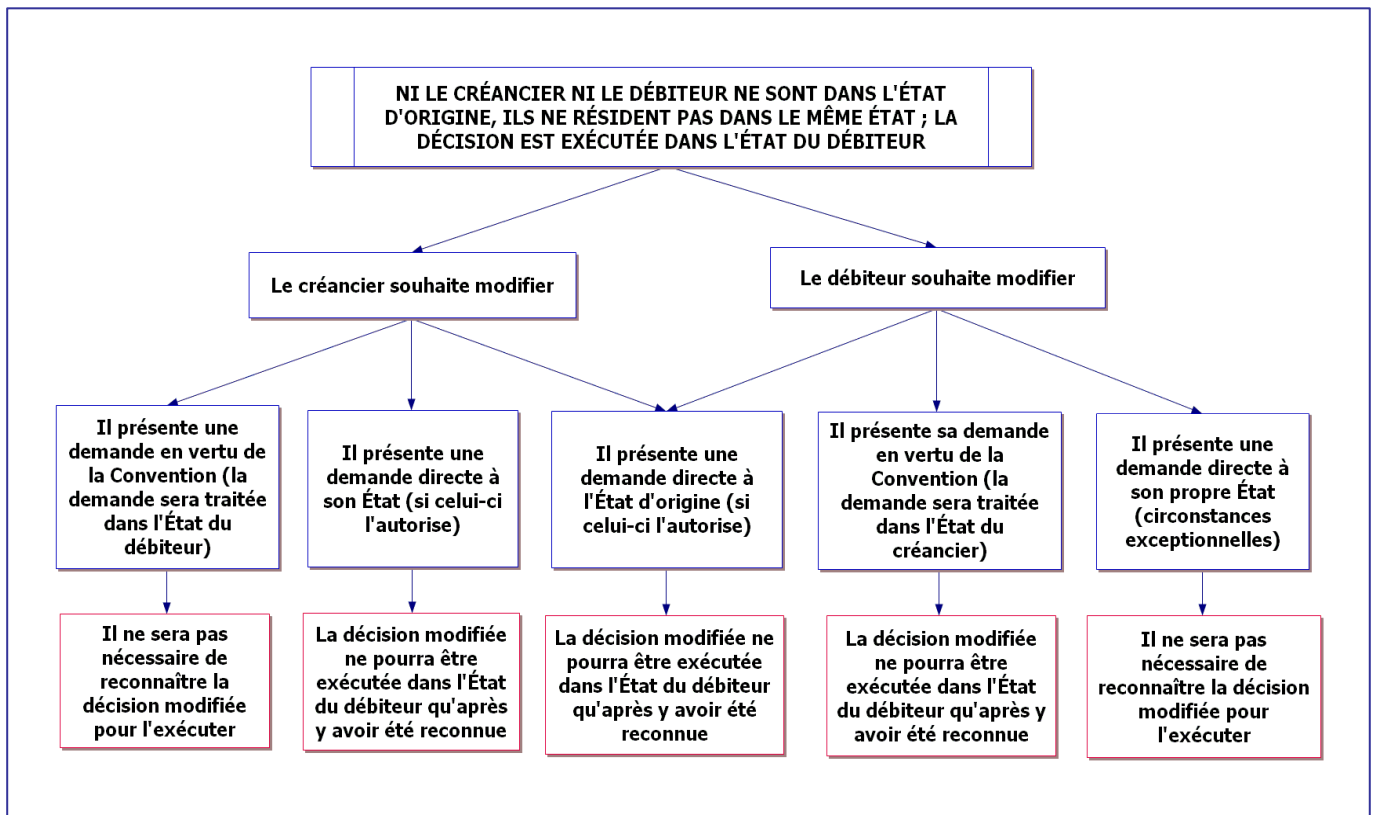 NI LE CRÉANCIER NI LE DÉBITEUR NE SONT DANS L'ÉTAT
D'ORIGINE, ILS NE RÉSIDENT PAS DANS LE MÊME ÉTAT ; LA
DÉCISION EST EXÉCUTÉE DANS L'ÉTAT DU DÉBITEUR
Le créancier souhaite modifier
Le débiteur souhaite modifier
Il présente une
demande en vertu de
la Convention (la
demande sera traitée
dans l'État du
débiteur)
Il présente une
demande directe à
son État (si celui-ci
l'autorise)
Il présente une
demande directe à
l'État d'origine (si
celui-ci l'autorise)
Il présente sa demande
en vertu de la
Convention (la
demande sera traitée
dans l'État du
créancier)
Il présente une
demande directe à
son propre État
(circonstances
exceptionnelles)
Il ne sera pas
nécessaire de
reconnaître la
décision modifiée
pour l'exécuter
La décision modifiée
ne pourra être
exécutée dans l'État
du débiteur qu'après
y avoir été reconnue
La décision modifiée ne
pourra être exécutée
dans l'État du débiteur
qu'après y avoir été
reconnue
La décision modifiée
ne pourra être
exécutée dans l'État
du débiteur qu'après y
avoir été reconnue
Il ne sera pas
nécessaire de
reconnaître la décision
modifiée pour
l'exécuter